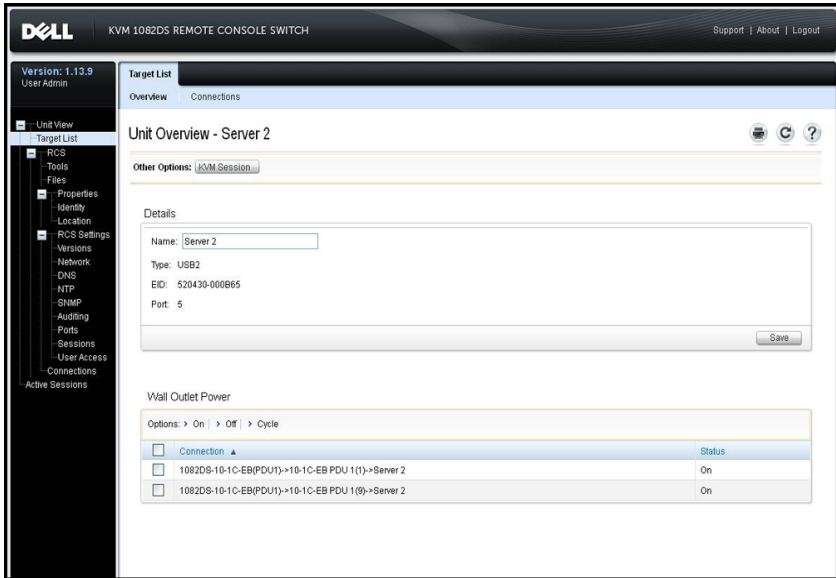 DELL
KVM 1082DS REMOTE CONSOLE SWITCH
Support | About | Logout
Version: 1.13.9
User:Admin
Unit View
Target List
RCS
Tools
Files
Properties
Identity
Location
RCS Settings
Versions
Network
DNS
NTP
SNMP
Auditing
Ports
Sessions
User Access
Connections
Active Sessions
Target List
Overview
Connections
Unit Overview - Server 2
Other Options: KVM Session
Details
Name: Server 2
Type: USB2
EID: 520430-000B65
Port: 5
Save
Wall Outlet Power
Options: > On | > Off | > Cycle
Connection ▲ Status
1082DS-10-1C-EB(PDU1)->10-1C-EB PDU 1(1)->Server 2 On
1082DS-10-1C-EB(PDU1)->10-1C-EB PDU 1(9)->Server 2 On